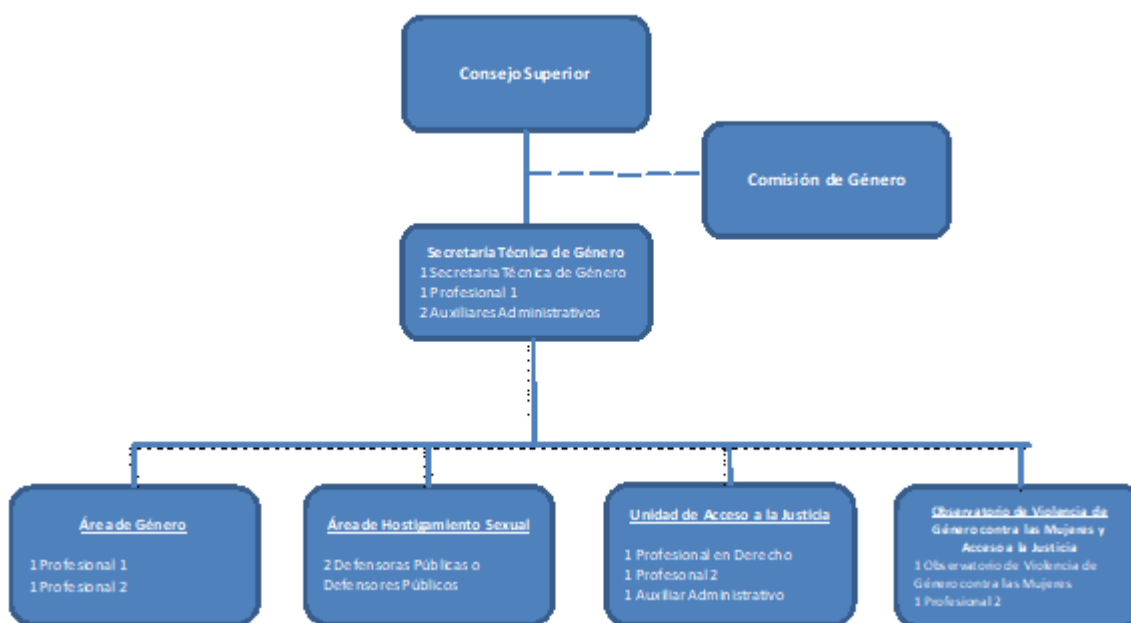 Consejo Superior
Comisión de Género
Secretaría Técnica de Género
1 Secretaria Técnica de Género
1 Profesional 1
2 Auxiliares Administrativos
Área de Género
1 Profesional 1
1 Profesional 2
Área de Hostigamiento Sexual
2 Defensoras Públicas o
Defensores Públicos
Unidad de Acceso a la Justicia
1 Profesional en Derecho
1 Profesonal 2
1 Auxiliar Administrativo
Observatorio de Violencia de
Género contra las Mujeres y
Acceso a la Justicia
1 Observatorio de Violencia de
Género contra las Mujeres
1 Profesional 2